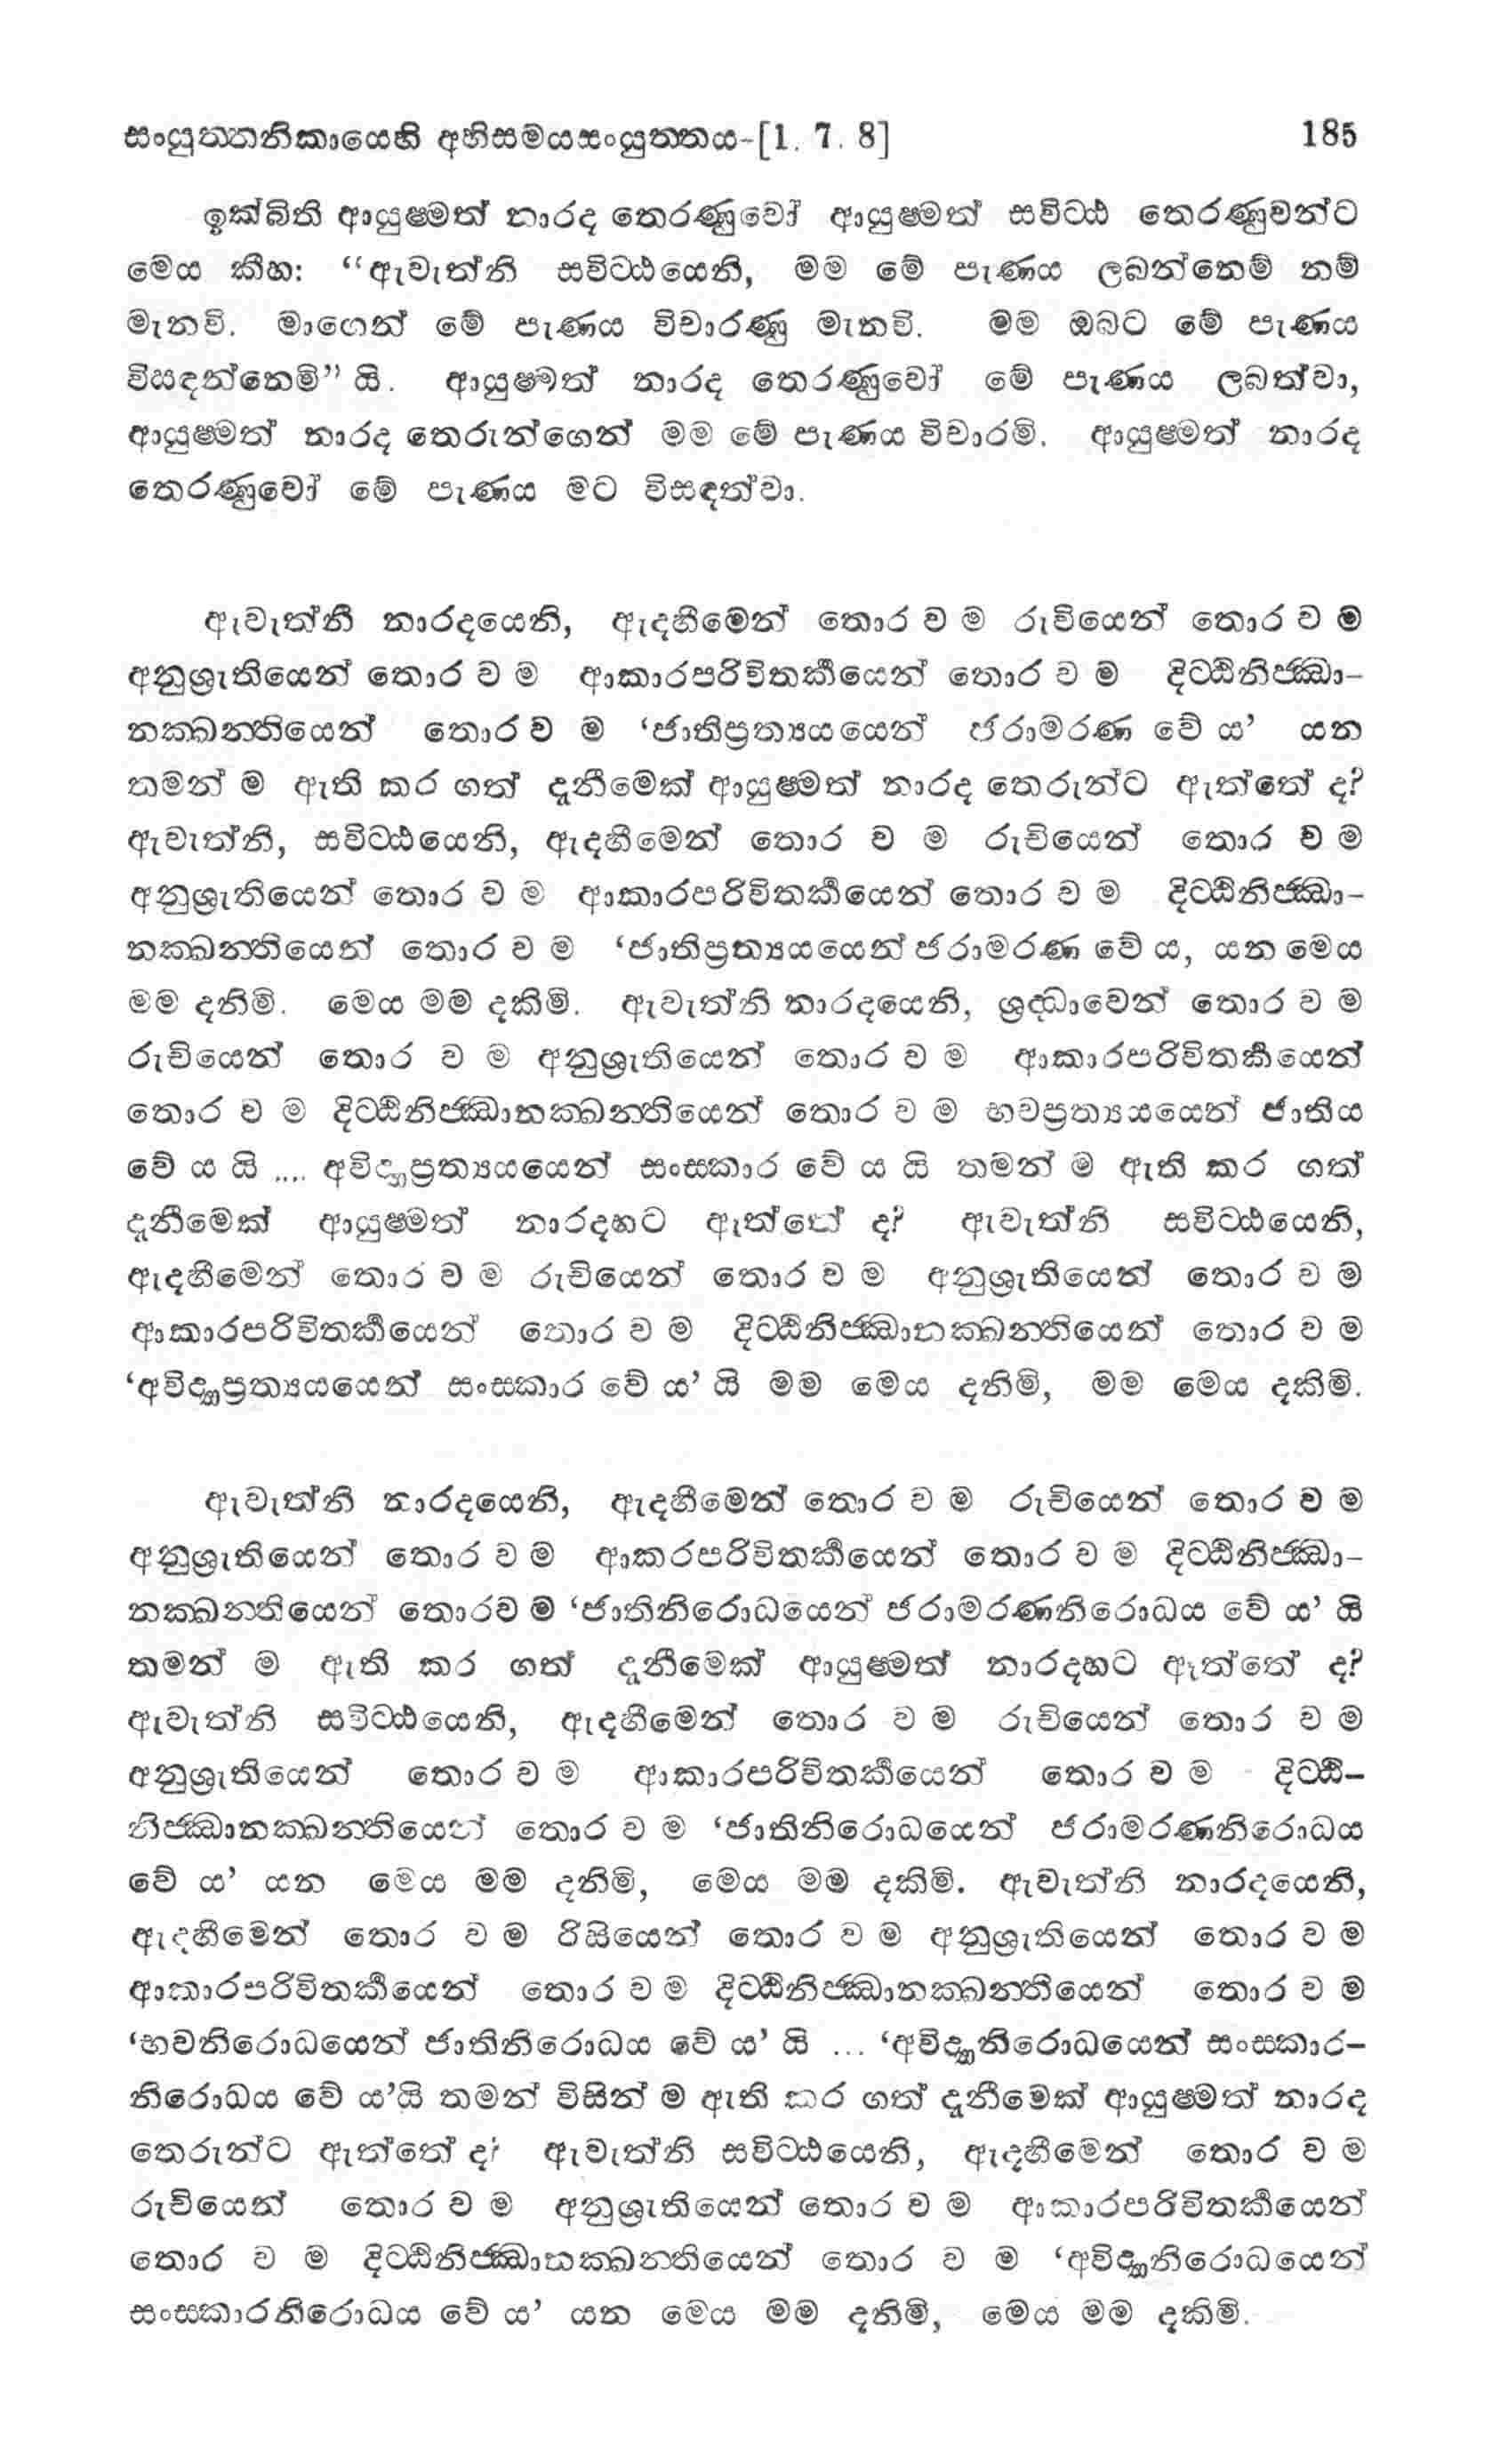 සංයුත්තනිකායෙහි අභිසමයසංයුත්තය-[1. 7. 8] 185
ඉක්බිති ආයුෂ්මත් නාරද තෙරණුවෝ ආයුෂ්මත් සවිට්ඨ තෙරණුවන්ට
මෙය කීහ: “ඇවැත්නි සවිට්ඨයෙනි, මම මේ පැණය ලබන්නෙම් නම්
මැනවි. මාගෙන් මේ පැණය විචාරණු මැනවි. මම ඔබට මේ පැණය
විසඳන්නෙමි” යි. ආයුෂ්මත් නාරද තෙරණුවෝ මේ පැණය ලබත්වා,
ආයුෂ්මත් නාරද තෙරුන්ගෙන් මම මේ පැණය විචාරමි. ආයුෂ්මත් නාරද
තෙරණුවෝ මේ පැණය මට විසඳත්වා.
ඇවැත්නී නාරදයෙනි, ඇදහීමෙන් තොර ව ම රුචියෙන් තොර ව ම
අනුශ්‍රැතියෙන් තොර ව ම ආකාරපරිවිතර්කයෙන් තොර ව ම දිට්ඨිනිජ්ඣා-
නක්ඛන්තියෙන් තොර ව ම ‘ජාතිප්‍රත්‍යයයෙන් ජරාමරණ වේ ය’ යන
තමන් ම ඇති කර ගත් දැනීමෙක් ආයුෂ්මත් නාරද තෙරුන්ට ඇත්තේ ද?
ඇවැත්නි, සවිට්ඨයෙනි, ඇදහීමෙන් තොර ව ම රුචියෙන් තොර ව ම
අනුශ්‍රැතියෙන් තොර ව ම ආකාරපරිවිතර්කයෙන් තොර ව ම දිට්ඨිනිජ්ඣා-
නක්ඛන්තියෙන් තොර ව ම ‘ජාතිප්‍රත්‍යයයෙන් ජරාමරණ වේ ය, යන මෙය
මම දනිමි. මෙය මම දකිමි. ඇවැත්නි නාරදයෙනි, ශ්‍රද්ධාවෙන් තොර ව ම
රුචියෙන් තොර ව ම අනුශ්‍රැතියෙන් තොර ව ම ආකාරපරිවිතර්කයෙන්
තොර ව ම දිට්ඨිනිජ්ඣානක්ඛන්තියෙන් තොර ව ම භවප්‍රත්‍යයයෙන් ජාතිය
වේ ය යි .... අවිද්‍යාප්‍රත්‍යයයෙන් සංස්කාර වේ ය යි තමන් ම ඇති කර ගත්
දැනීමෙක් ආයුෂ්මත් නාරදහට ඇත්තේ ද? ඇවැත්නි සවිට්ඨයෙනි,
ඇදහීමෙන් තොර ව ම රුචියෙන් තොර ව ම අනුශ්‍රැතියෙන් තොර ව ම
ආකාරපරිවිතර්කයෙන් තොර ව ම දිට්ඨිනිජ්ඣානක්ඛන්තියෙන් තොර ව ම
‘අවිද්‍යාප්‍රත්‍යයයෙන් සංස්කාර වේ ය’ යි මම මෙය දනිමි, මම මෙය දකිමි.
ඇවැත්නි නාරදයෙනි, ඇදහීමෙන් තොර ව ම රුචියෙන් තොර ව ම
අනුශ්‍රැතියෙන් තොර ව ම ආකරපරිවිතර්කයෙන් තොර ව ම දිට්ඨිනිජ්ඣා-
නක්ඛන්තියෙන් තොරව ම ‘ජාතිනිරොධයෙන් ජරාමරණනිරොධය වේ ය’ යි
තමන් ම ඇති කර ගත් දැනීමෙක් ආයුෂ්මත් නාරදහට ඇත්තේ ද?
ඇවැත්නි සවිට්ඨයෙනි, ඇදහීමෙන් තොර ව ම රුචියෙන් තොර ව ම
අනුශ්‍රැතියෙන් තොර ව ම ආකාරපරිවිතර්කයෙන් තොර ව ම දිට්ඨි-
නිජ්ඣානක්ඛන්තියෙන් තොර ව ම ‘ජාතිනිරොධයෙන් ජරාමරණනිරොධය
වේ ය’ යන මෙය මම දනිමි, මෙය මම දකිමි. ඇවැත්නි නාරදයෙනි,
ඇදහීමෙන් තොර ව ම රිසියෙන් තොර ව ම අනුශ්‍රැතියෙන් තොර ව ම
ආකාරපරිවිතර්කයෙන් තොර ව ම දිට්ඨිනිජ්ඣානක්ඛන්තියෙන් තොර ව ම
‘භවනිරොධයෙන් ජාතිනිරොධය වේ ය’ යි ... ‘අවිද්‍යානිරොධයෙන් සංස්කාර-
නිරොධය වේ ය’යි තමන් විසින් ම ඇති කර ගත් දැනීමෙක් ආයුෂ්මත් නාරද
තෙරුන්ට ඇත්තේ ද? ඇවැත්නි සවිට්ඨයෙනි, ඇදහීමෙන් තොර ව ම
රුචියෙන් තොර ව ම අනුශ්‍රැතියෙන් තොර ව ම ආකාරපරිවිතර්කයෙන්
තොර ව ම දිට්ඨිනිජ්ඣානක්ඛන්තියෙන් තොර ව ම ‘අවිද්‍යානිරොධයෙන්
සංස්කාරනිරොධය වේ ය’ යන මෙය මම දනිමි, මෙය මම දකිමි.